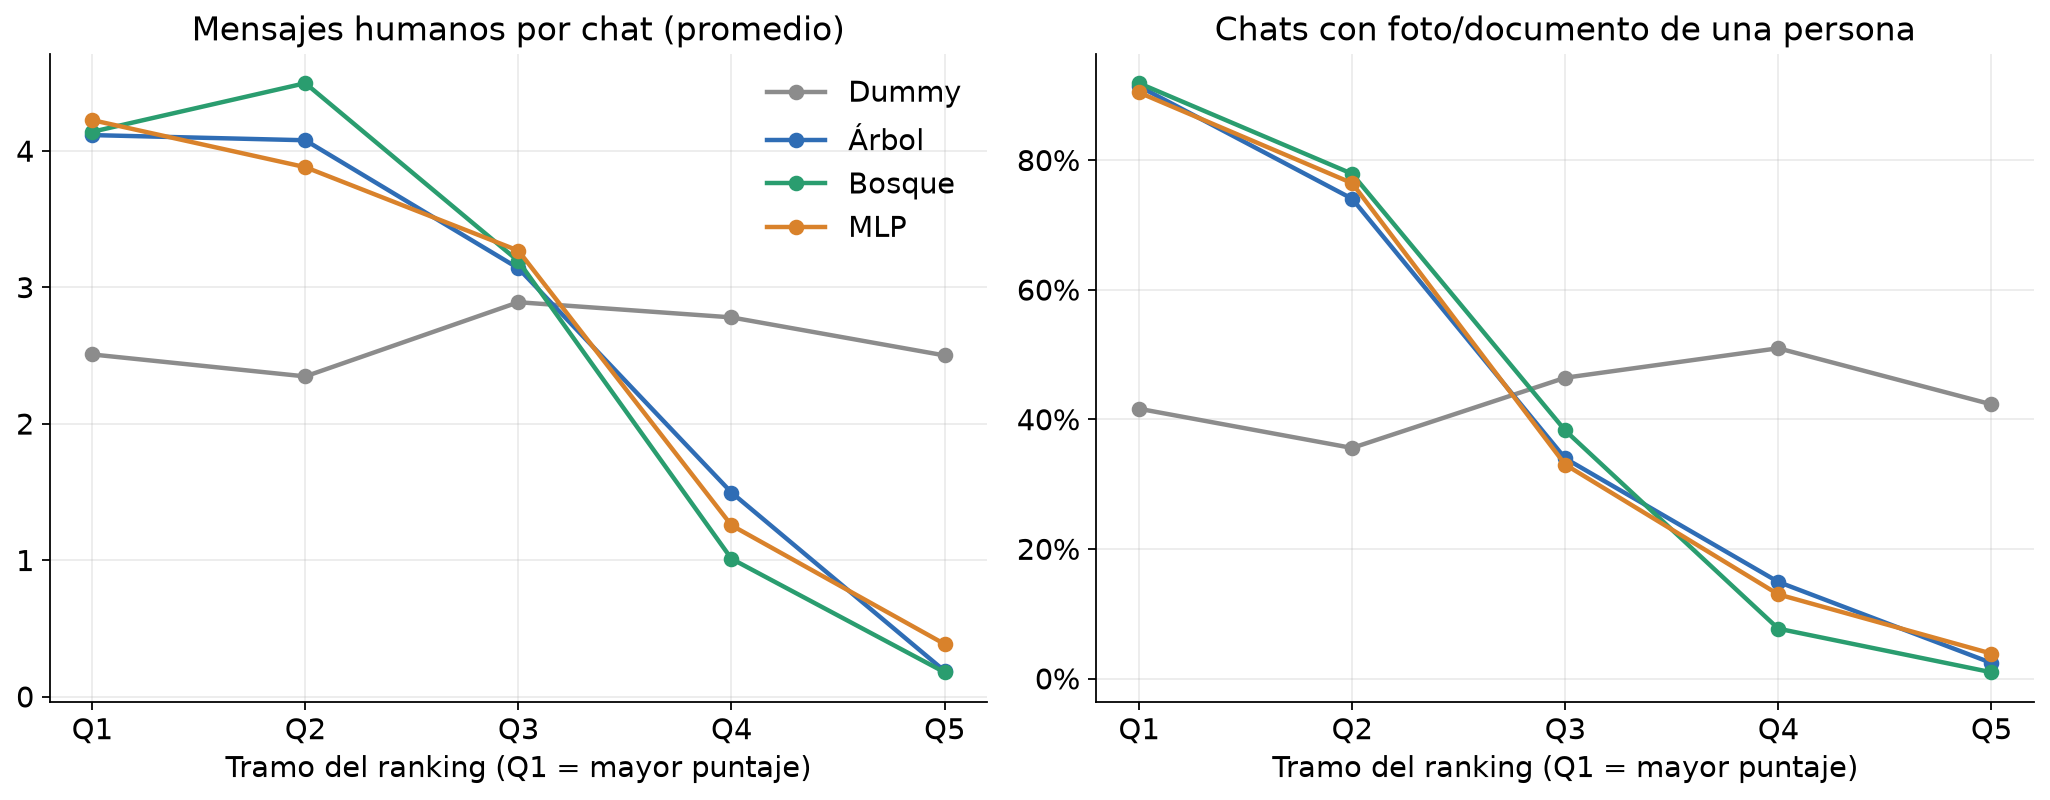 Mensajes humanos por chat (promedio)
4
3
2
1
0
Dummy
Árbol
Bosque
MLP
Q1 Q2 Q3 Q4 Q5
Tramo del ranking (Q1 = mayor puntaje)
Chats con foto/documento de una persona
80%
60%
40%
20%
0%
Q1 Q2 Q3 Q4 Q5
Tramo del ranking (Q1 = mayor puntaje)